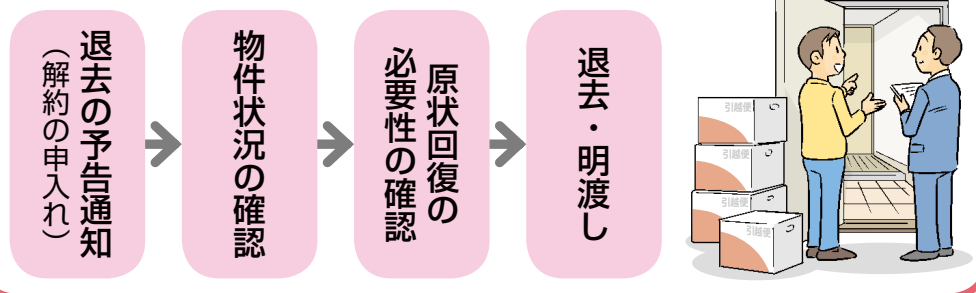 退去の予告通知
（解約の申入れ）
物件状況の確認
原状回復の
必要性の確認
退去・明渡し
引越便
引越便
引越便
引越便